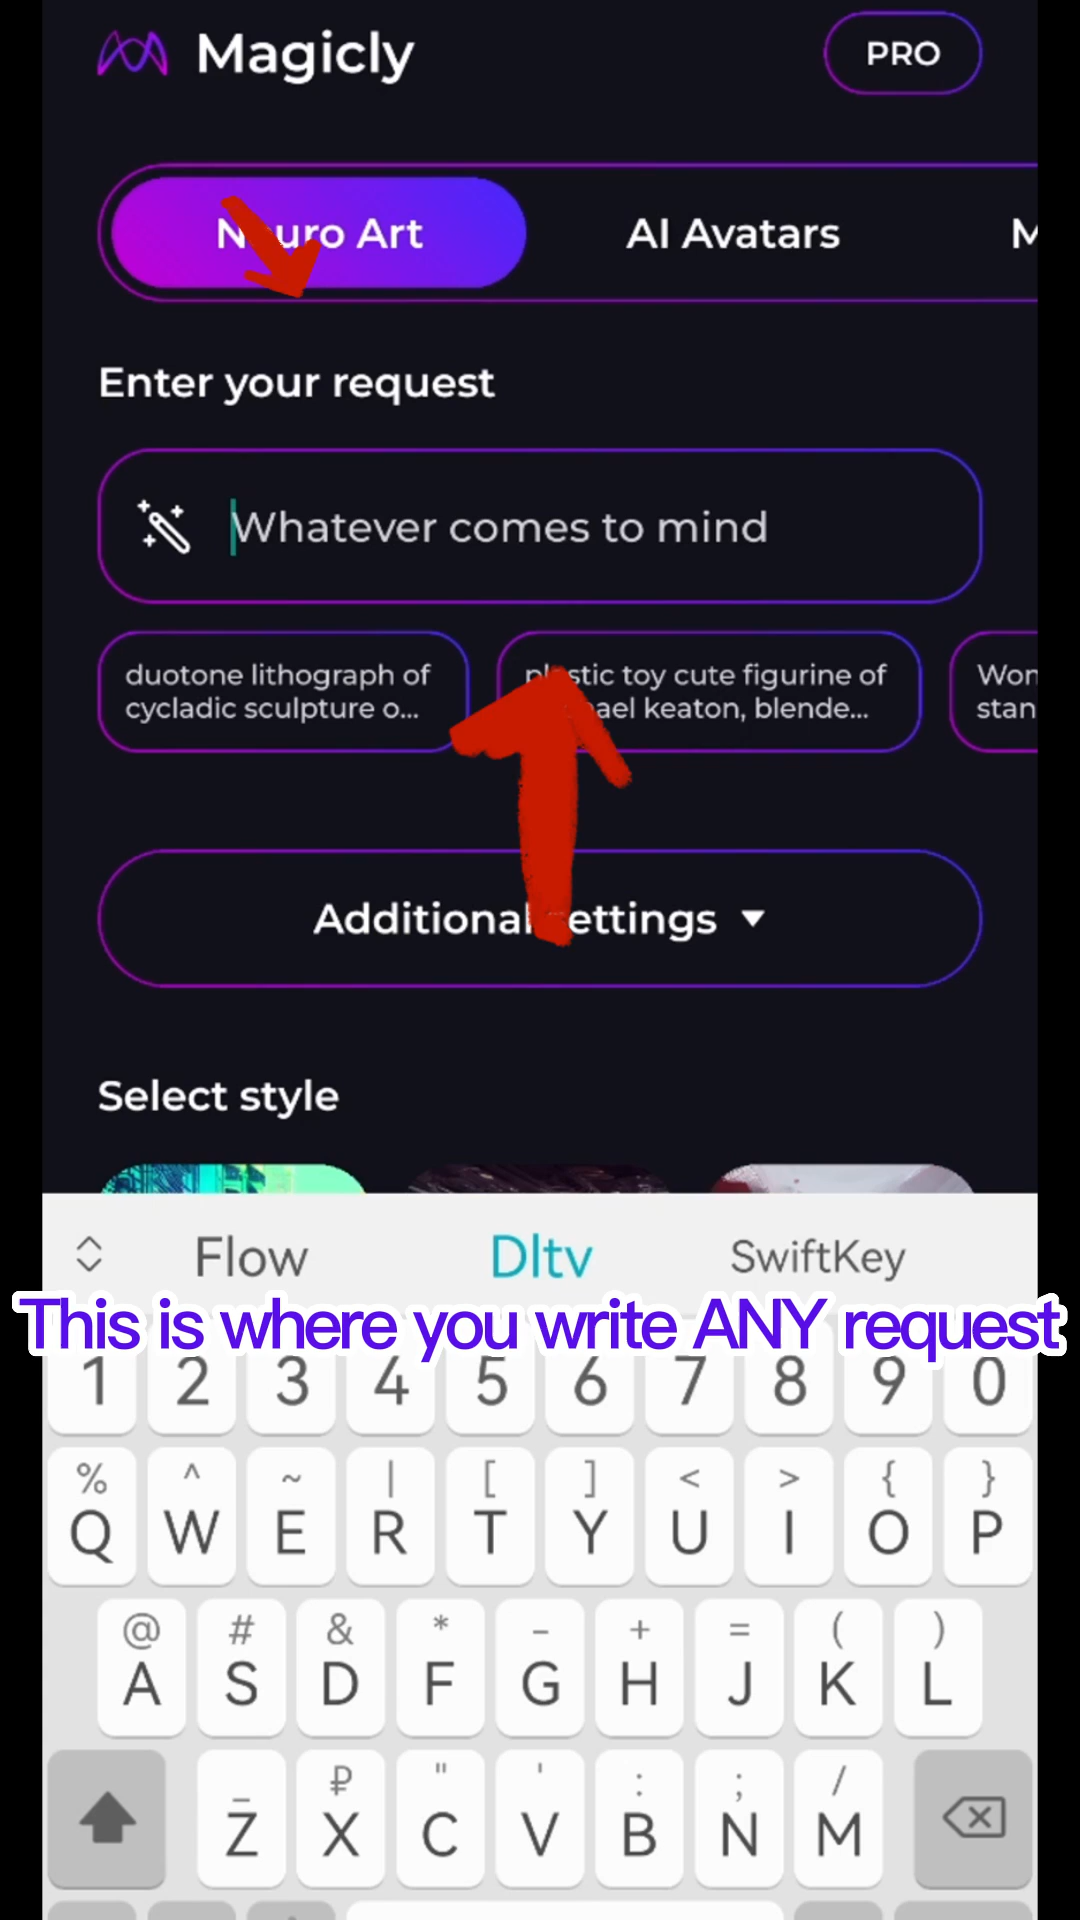 Magicly
PRO
Neuro Art
AI Avatars
M
Enter your request
Whatever comes to mind
duotone lithograph of
cycladic sculpture o...
plastic toy cute figurine of
ael keaton, blende...
Won
stan
Additional settings
Select style
Flow
Dltv
SwiftKey
This is where you write ANY request
1 2 3 4 5 6 7 8 9 0
% ^ ~ | [ ] < > { }
Q W E R T Y U I O P
@ # & * - + = ( )
A S D F G H J K L
_ ₽ " ' : ; /
Z X C V B N M